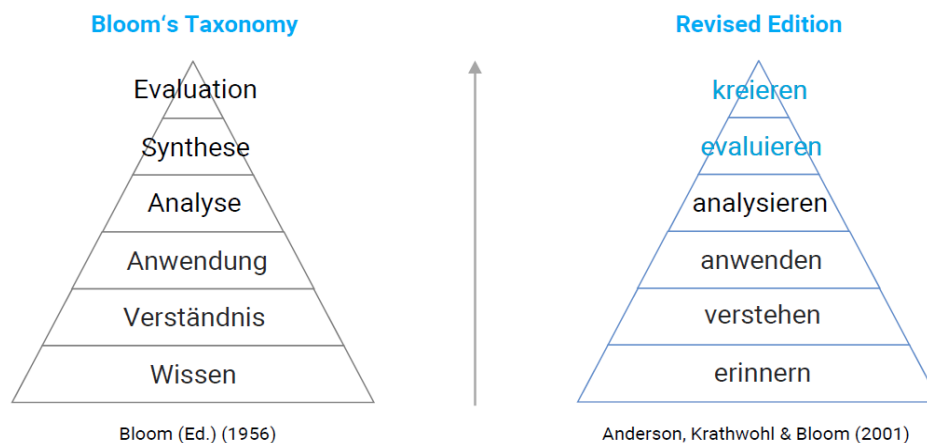 Bloom‘s Taxonomy
Evaluation
Synthese
Analyse
Anwendung
Verständnis
Wissen
Bloom (Ed.) (1956)
Revised Edition
kreieren
evaluieren
analysieren
anwenden
verstehen
erinnern
Anderson, Krathwohl & Bloom (2001)